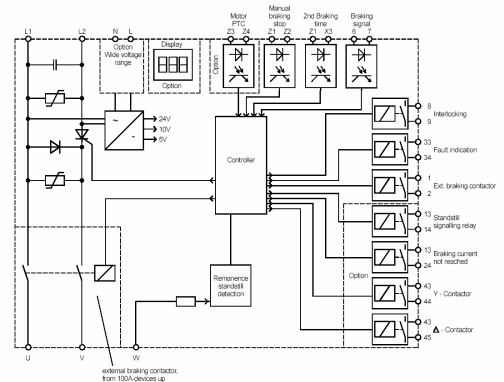 Motor
PTC
Z3 Z4
Manual
braking
stop
Z1 Z2
2nd Braking
time
Z1 X3
Braking
signal
6 7
L1
L2
N L
Option
Wide voltage
range
Display
Option
Option
24V
10V
5V
~
-
Controller
8
9
Interlocking
33
34
Fault indication
1
2
Ext. braking contactor
13
14
Standstill
signalling relay
13
24
Braking current
not reached
Option
43
44
Y - Contactor
43
45
Δ - Contactor
Remanence
standstill
detection
U
V
W
external braking contactor,
from 100A-devices up